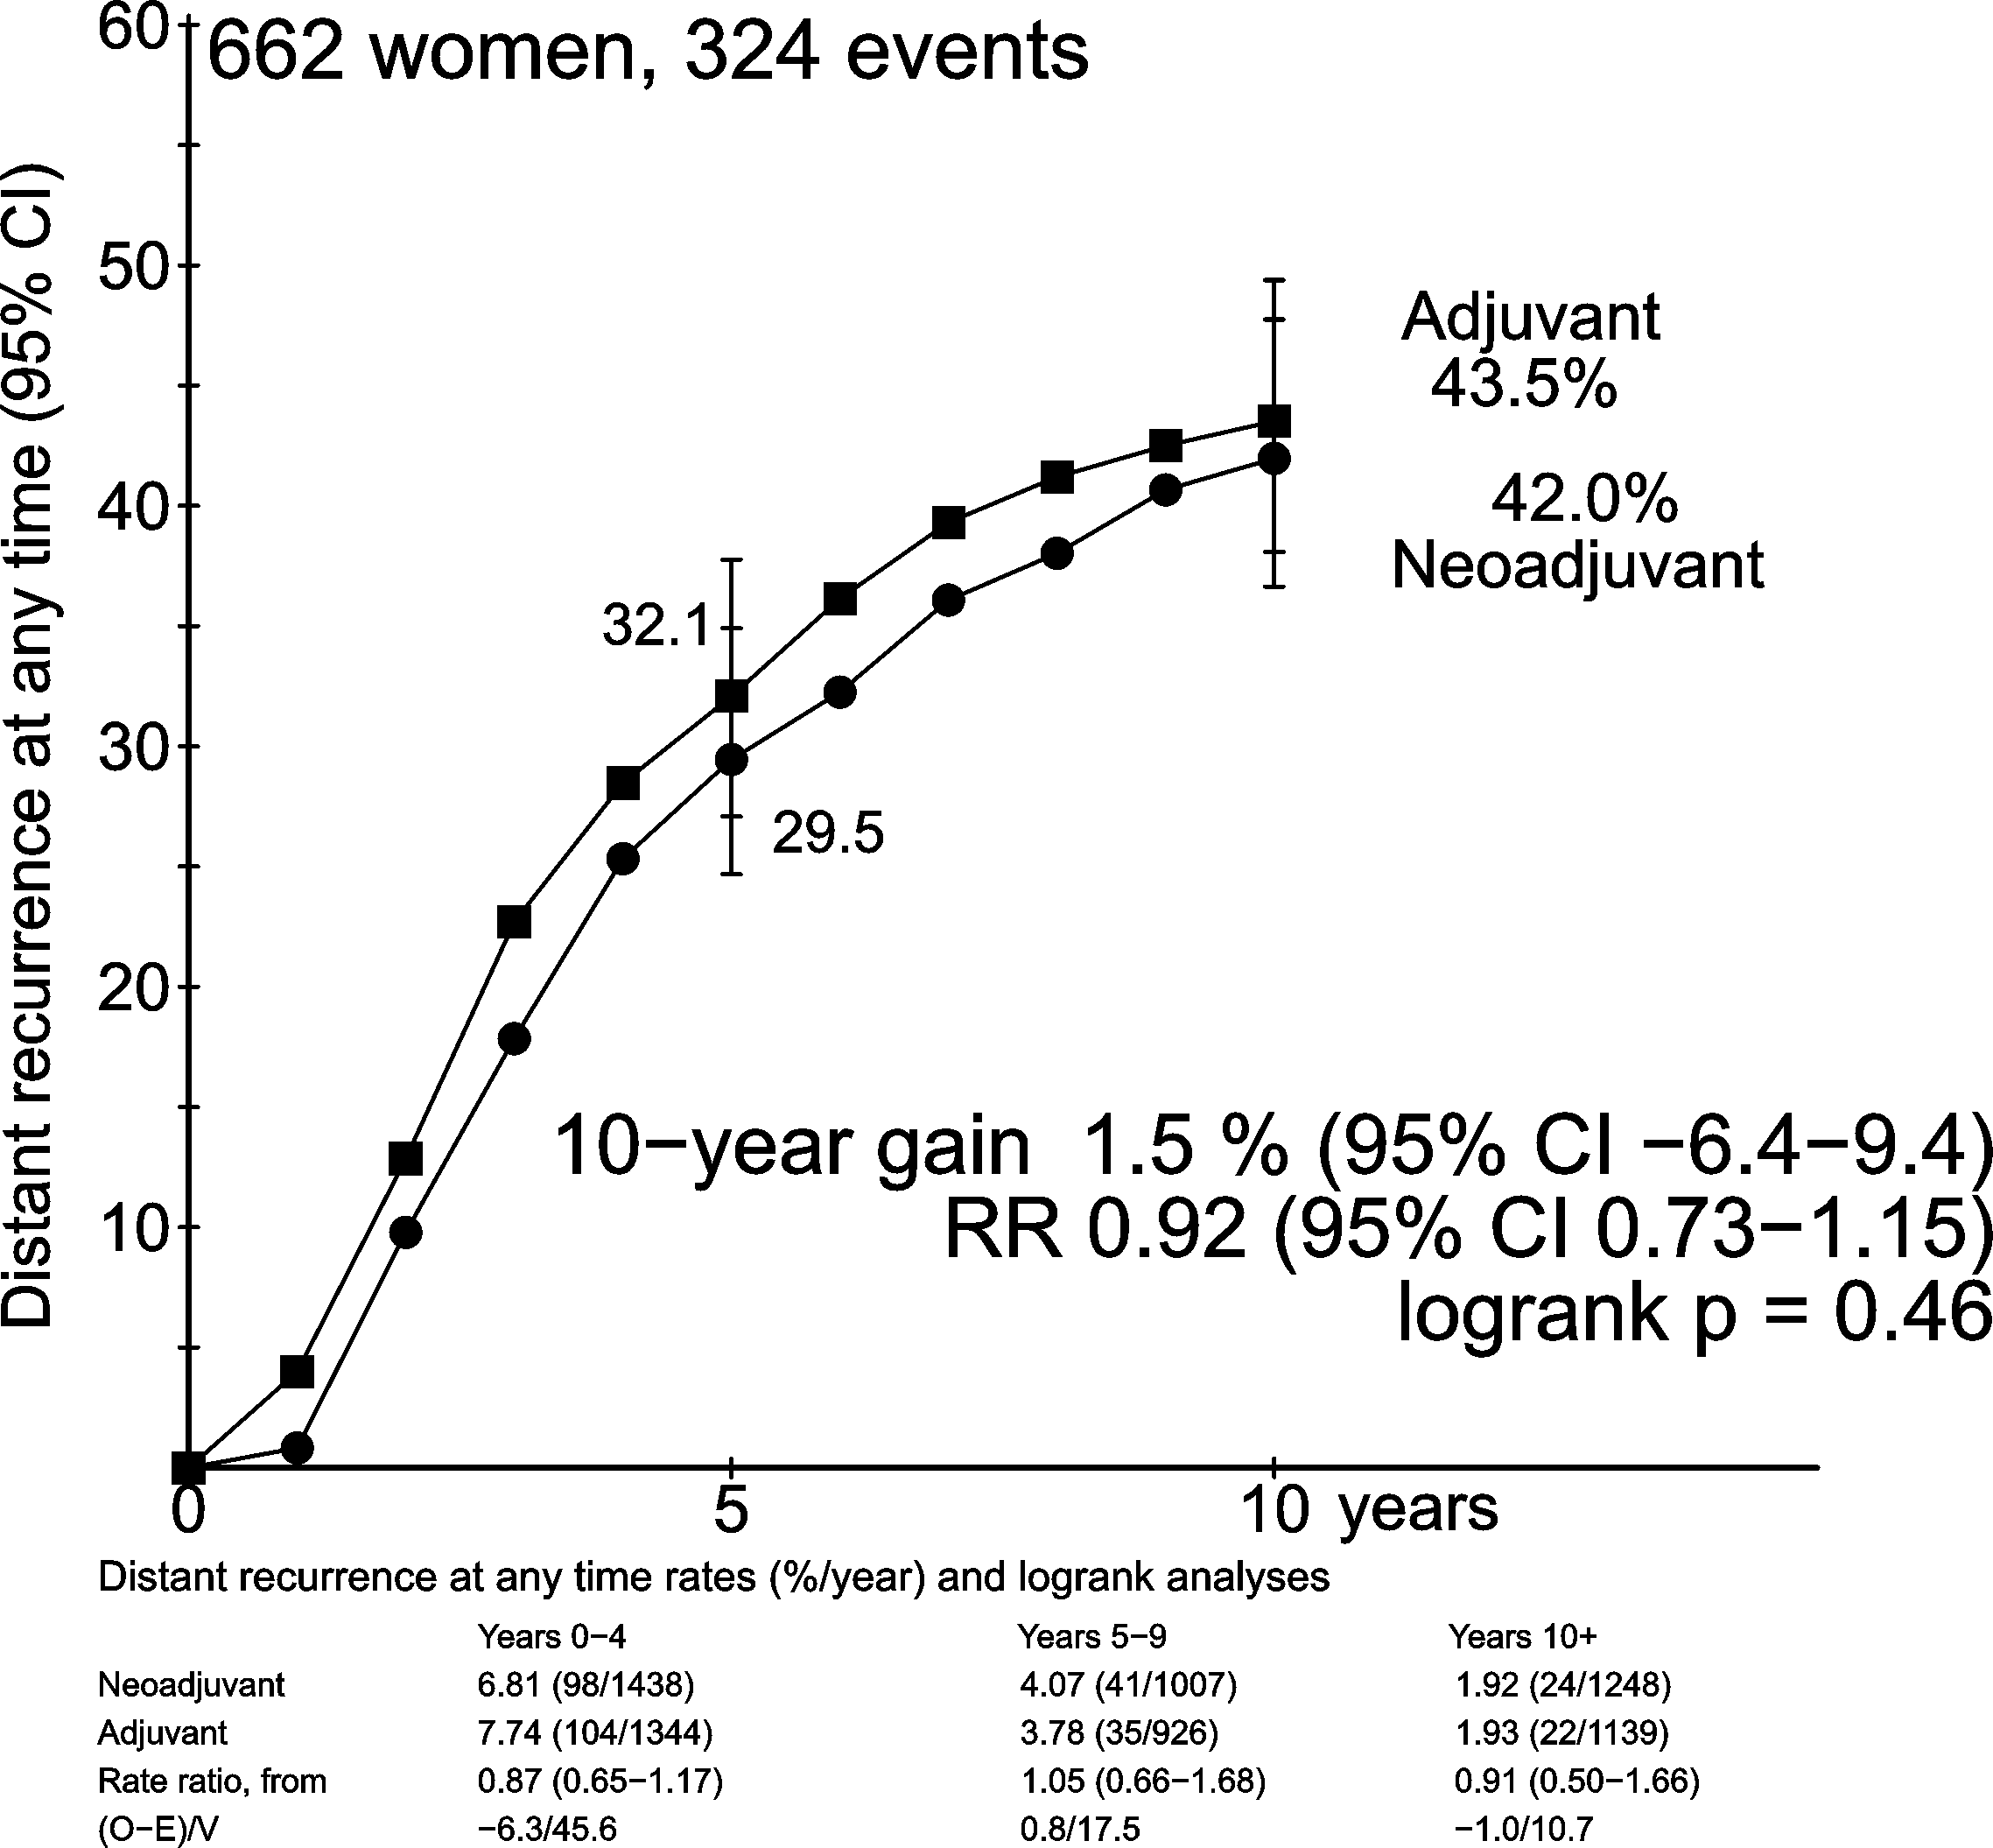 60
662 women, 324 events
Distant recurrence at any time (95% CI)
50
40
30
20
10
Adjuvant
43.5%
42.0%
Neoadjuvant
32.1
29.5
10−year gain 1.5 % (95% CI −6.4−9.4)
RR 0.92 (95% CI 0.73−1.15)
logrank p = 0.46
0 5 10 years
Distant recurrence at any time rates (%/year) and logrank analyses
Years 0−4 Years 5−9 Years 10+
Neoadjuvant 6.81 (98/1438) 4.07 (41/1007) 1.92 (24/1248)
Adjuvant 7.74 (104/1344) 3.78 (35/926) 1.93 (22/1139)
Rate ratio, from 0.87 (0.65−1.17) 1.05 (0.66−1.68) 0.91 (0.50−1.66)
(O−E)/V −6.3/45.6 0.8/17.5 −1.0/10.7